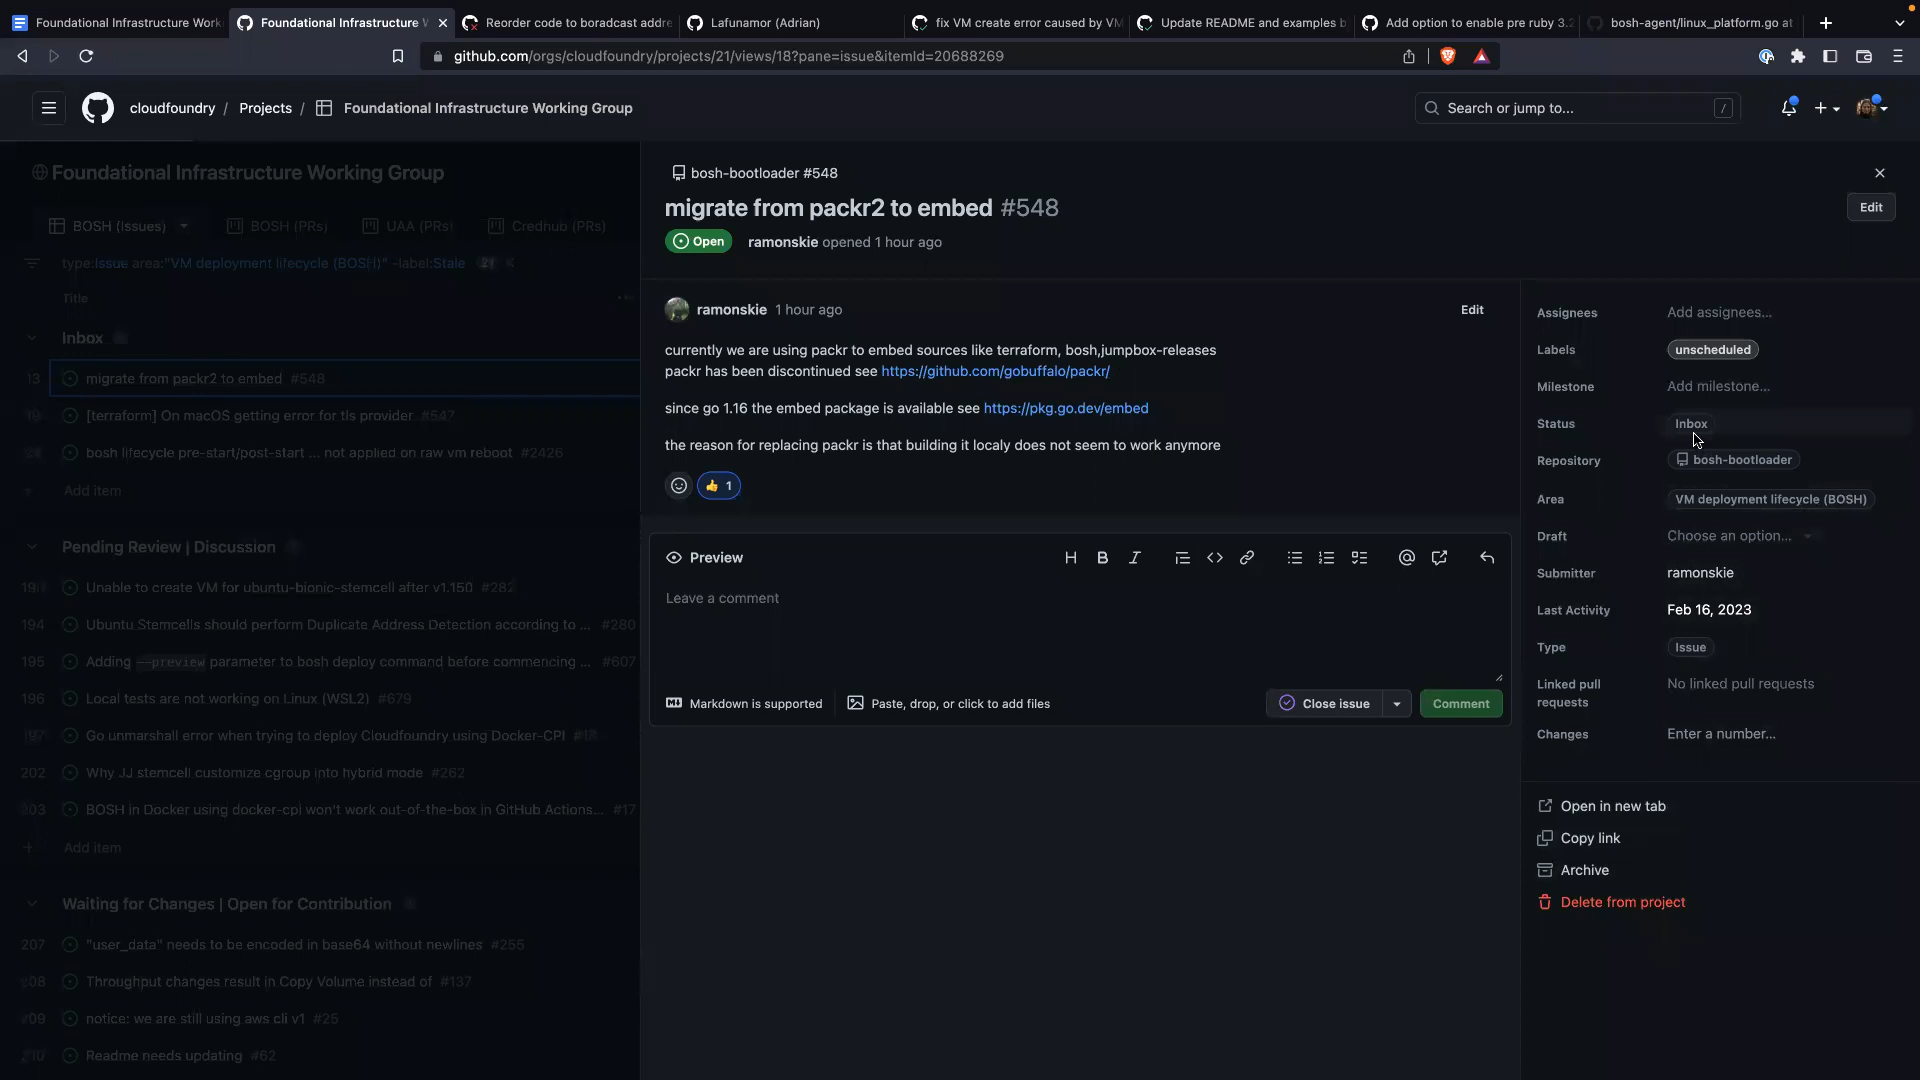 Foundational Infrastructure Work
Foundational Infrastructure W
Reorder code to boradcast addre
Lafunamor (Adrian)
fix VM create error caused by VM
Update README and examples b
Add option to enable pre ruby 3.2
bosh-agent/linux_platform.go at
github.com/orgs/cloudfoundry/projects/21/views/18?pane=issue&itemId=20688269
cloudfoundry / Projects / Foundational Infrastructure Working Group
Search or jump to...
/
Foundational Infrastructure Working Group
BOSH (Issues)
BOSH (PRs)
UAA (PRs)
Credhub (PRs)
type:Issue area:"VM deployment lifecycle (BOSH)" -label:Stale 21
Title
Inbox
13 migrate from packr2 to embed #548
[terraform] On macOS getting error for tls provider #547
bosh lifecycle pre-start/post-start ... not applied on raw vm reboot #2426
Add item
Pending Review | Discussion
Unable to create VM for ubuntu-bionic-stemcell after v1.150 #282
194 Ubuntu Stemcells should perform Duplicate Address Detection according to ... #280
195 Adding --preview parameter to bosh deploy command before commencing ... #607
196 Local tests are not working on Linux (WSL2) #679
197 Go unmarshall error when trying to deploy Cloudfoundry using Docker-CPI
202 Why JJ stemcell customize cgroup into hybrid mode #262
203 BOSH in Docker using docker-cpi won't work out-of-the-box in GitHub Actions... #17
Add item
Waiting for Changes | Open for Contribution
207 "user_data" needs to be encoded in base64 without newlines #255
208 Throughput changes result in Copy Volume instead of #137
209 notice: we are still using aws cli v1 #25
210 Readme needs updating #62
bosh-bootloader #548
migrate from packr2 to embed #548
Edit
Open
ramonskie opened 1 hour ago
ramonskie 1 hour ago
Edit
currently we are using packr to embed sources like terraform, bosh,jumpbox-releases
packr has been discontinued see https://github.com/gobuffalo/packr/
since go 1.16 the embed package is available see https://pkg.go.dev/embed
the reason for replacing packr is that building it localy does not seem to work anymore
👍 1
Preview
Leave a comment
Markdown is supported
Paste, drop, or click to add files
Close issue
Comment
Assignees Add assignees...
Labels unscheduled
Milestone Add milestone...
Status Inbox
Repository bosh-bootloader
Area VM deployment lifecycle (BOSH)
Draft Choose an option...
Submitter ramonskie
Last Activity Feb 16, 2023
Type Issue
Linked pull No linked pull requests
requests
Changes Enter a number...
Open in new tab
Copy link
Archive
Delete from project